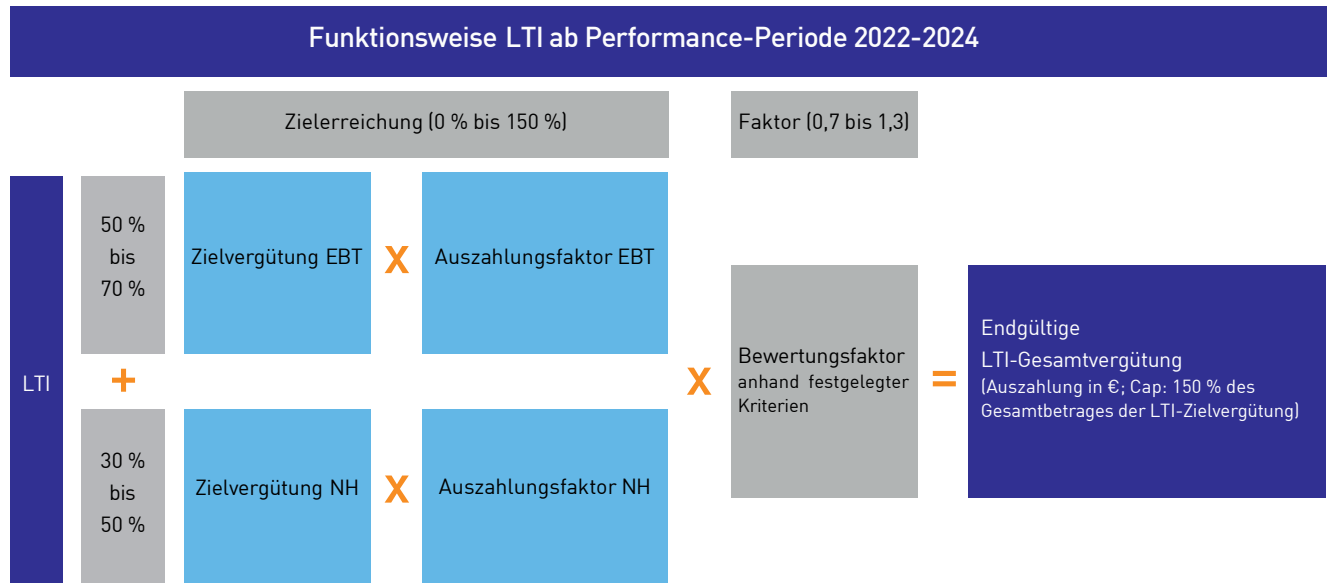 Funktionsweise LTI ab Performance-Periode 2022-2024
Zielerreichung (0 % bis 150 %)
Faktor (0,7 bis 1,3)
LTI
50 %
bis
70 %
Zielvergütung EBT
X
Auszahlungsfaktor EBT
+
30 %
bis
50 %
Zielvergütung NH
X
Auszahlungsfaktor NH
X
Bewertungsfaktor
anhand festgelegter
Kriterien
=
Endgültige
LTI-Gesamtvergütung
(Auszahlung in €; Cap: 150 % des
Gesamtbetrages der LTI-Zielvergütung)